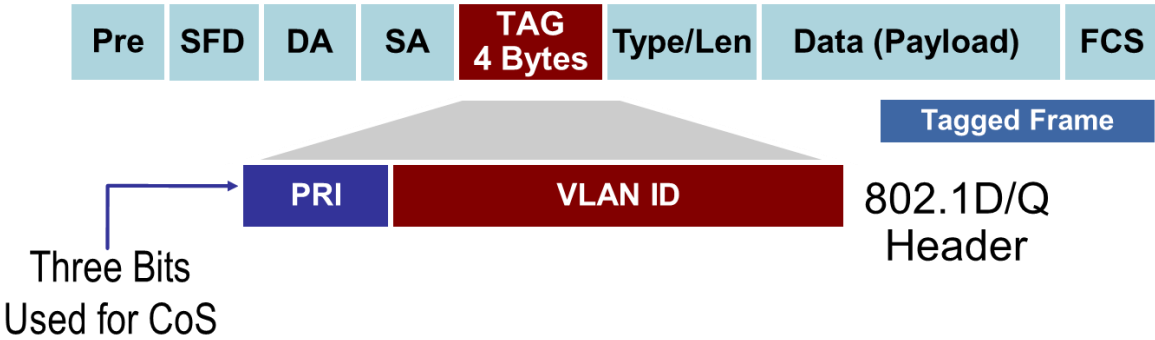 Pre SFD DA SA TAG 4 Bytes Type/Len Data (Payload) FCS
Tagged Frame
PRI VLAN ID
802.1D/Q
Header
Three Bits
Used for CoS